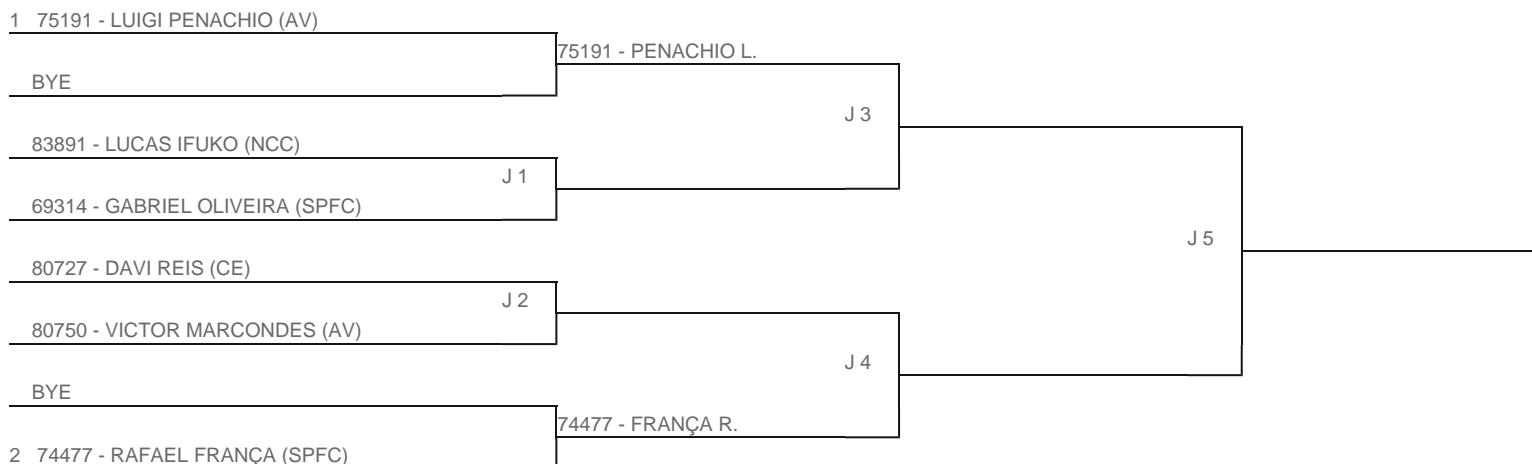 1 75191 - LUIGI PENACHIO (AV)
75191 - PENACHIO L.
BYE
J 3
83891 - LUCAS IFUKO (NCC)
J 1
69314 - GABRIEL OLIVEIRA (SPFC)
J 5
80727 - DAVI REIS (CE)
J 2
80750 - VICTOR MARCONDES (AV)
J 4
BYE
74477 - FRANÇA R.
2 74477 - RAFAEL FRANÇA (SPFC)